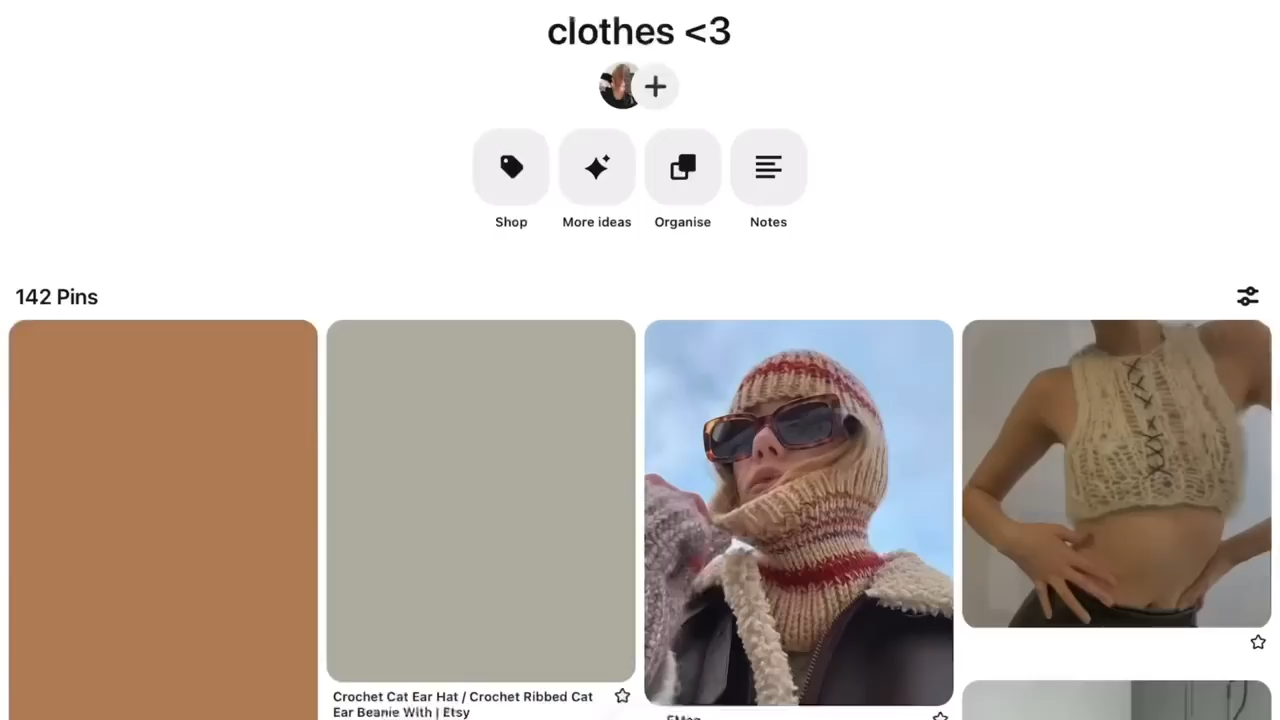 clothes <3
Shop
More ideas
Organise
Notes
142 Pins
Crochet Cat Ear Hat / Crochet Ribbed Cat
Ear Beanie With | Etsy